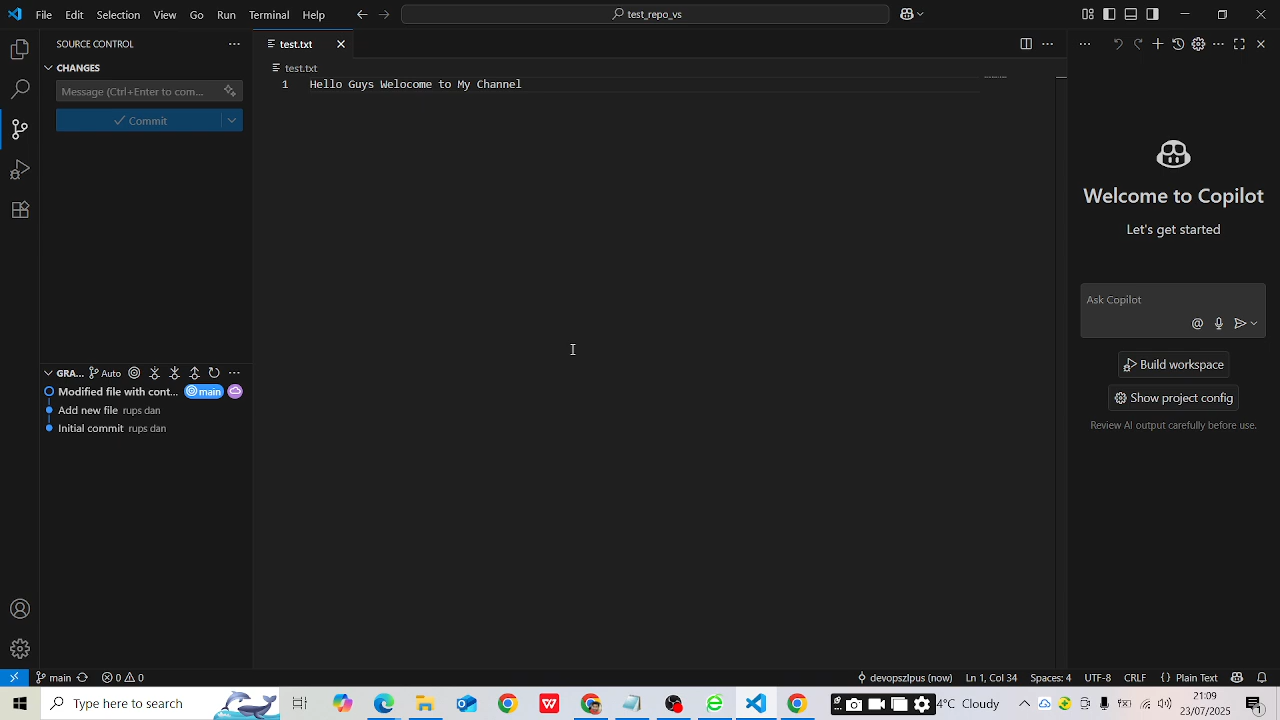 File Edit Selection View Go Run Terminal Help
test_repo_vs
SOURCE CONTROL
CHANGES
Message (Ctrl+Enter to com...
Commit
GRA... Auto
Modified file with cont... main
Add new file rups dan
Initial commit rups dan
test.txt
test.txt
1 Hello Guys Welocome to My Channel
Welcome to Copilot
Let's get started
Ask Copilot
Build workspace
Show project config
Review AI output carefully before use.
main 0 0 devopszlpus (now) Ln 1, Col 34 Spaces: 4 UTF-8 CRLF {} Plain Text
Type here to search
4°C Cloudy
21:09
23/07/2025